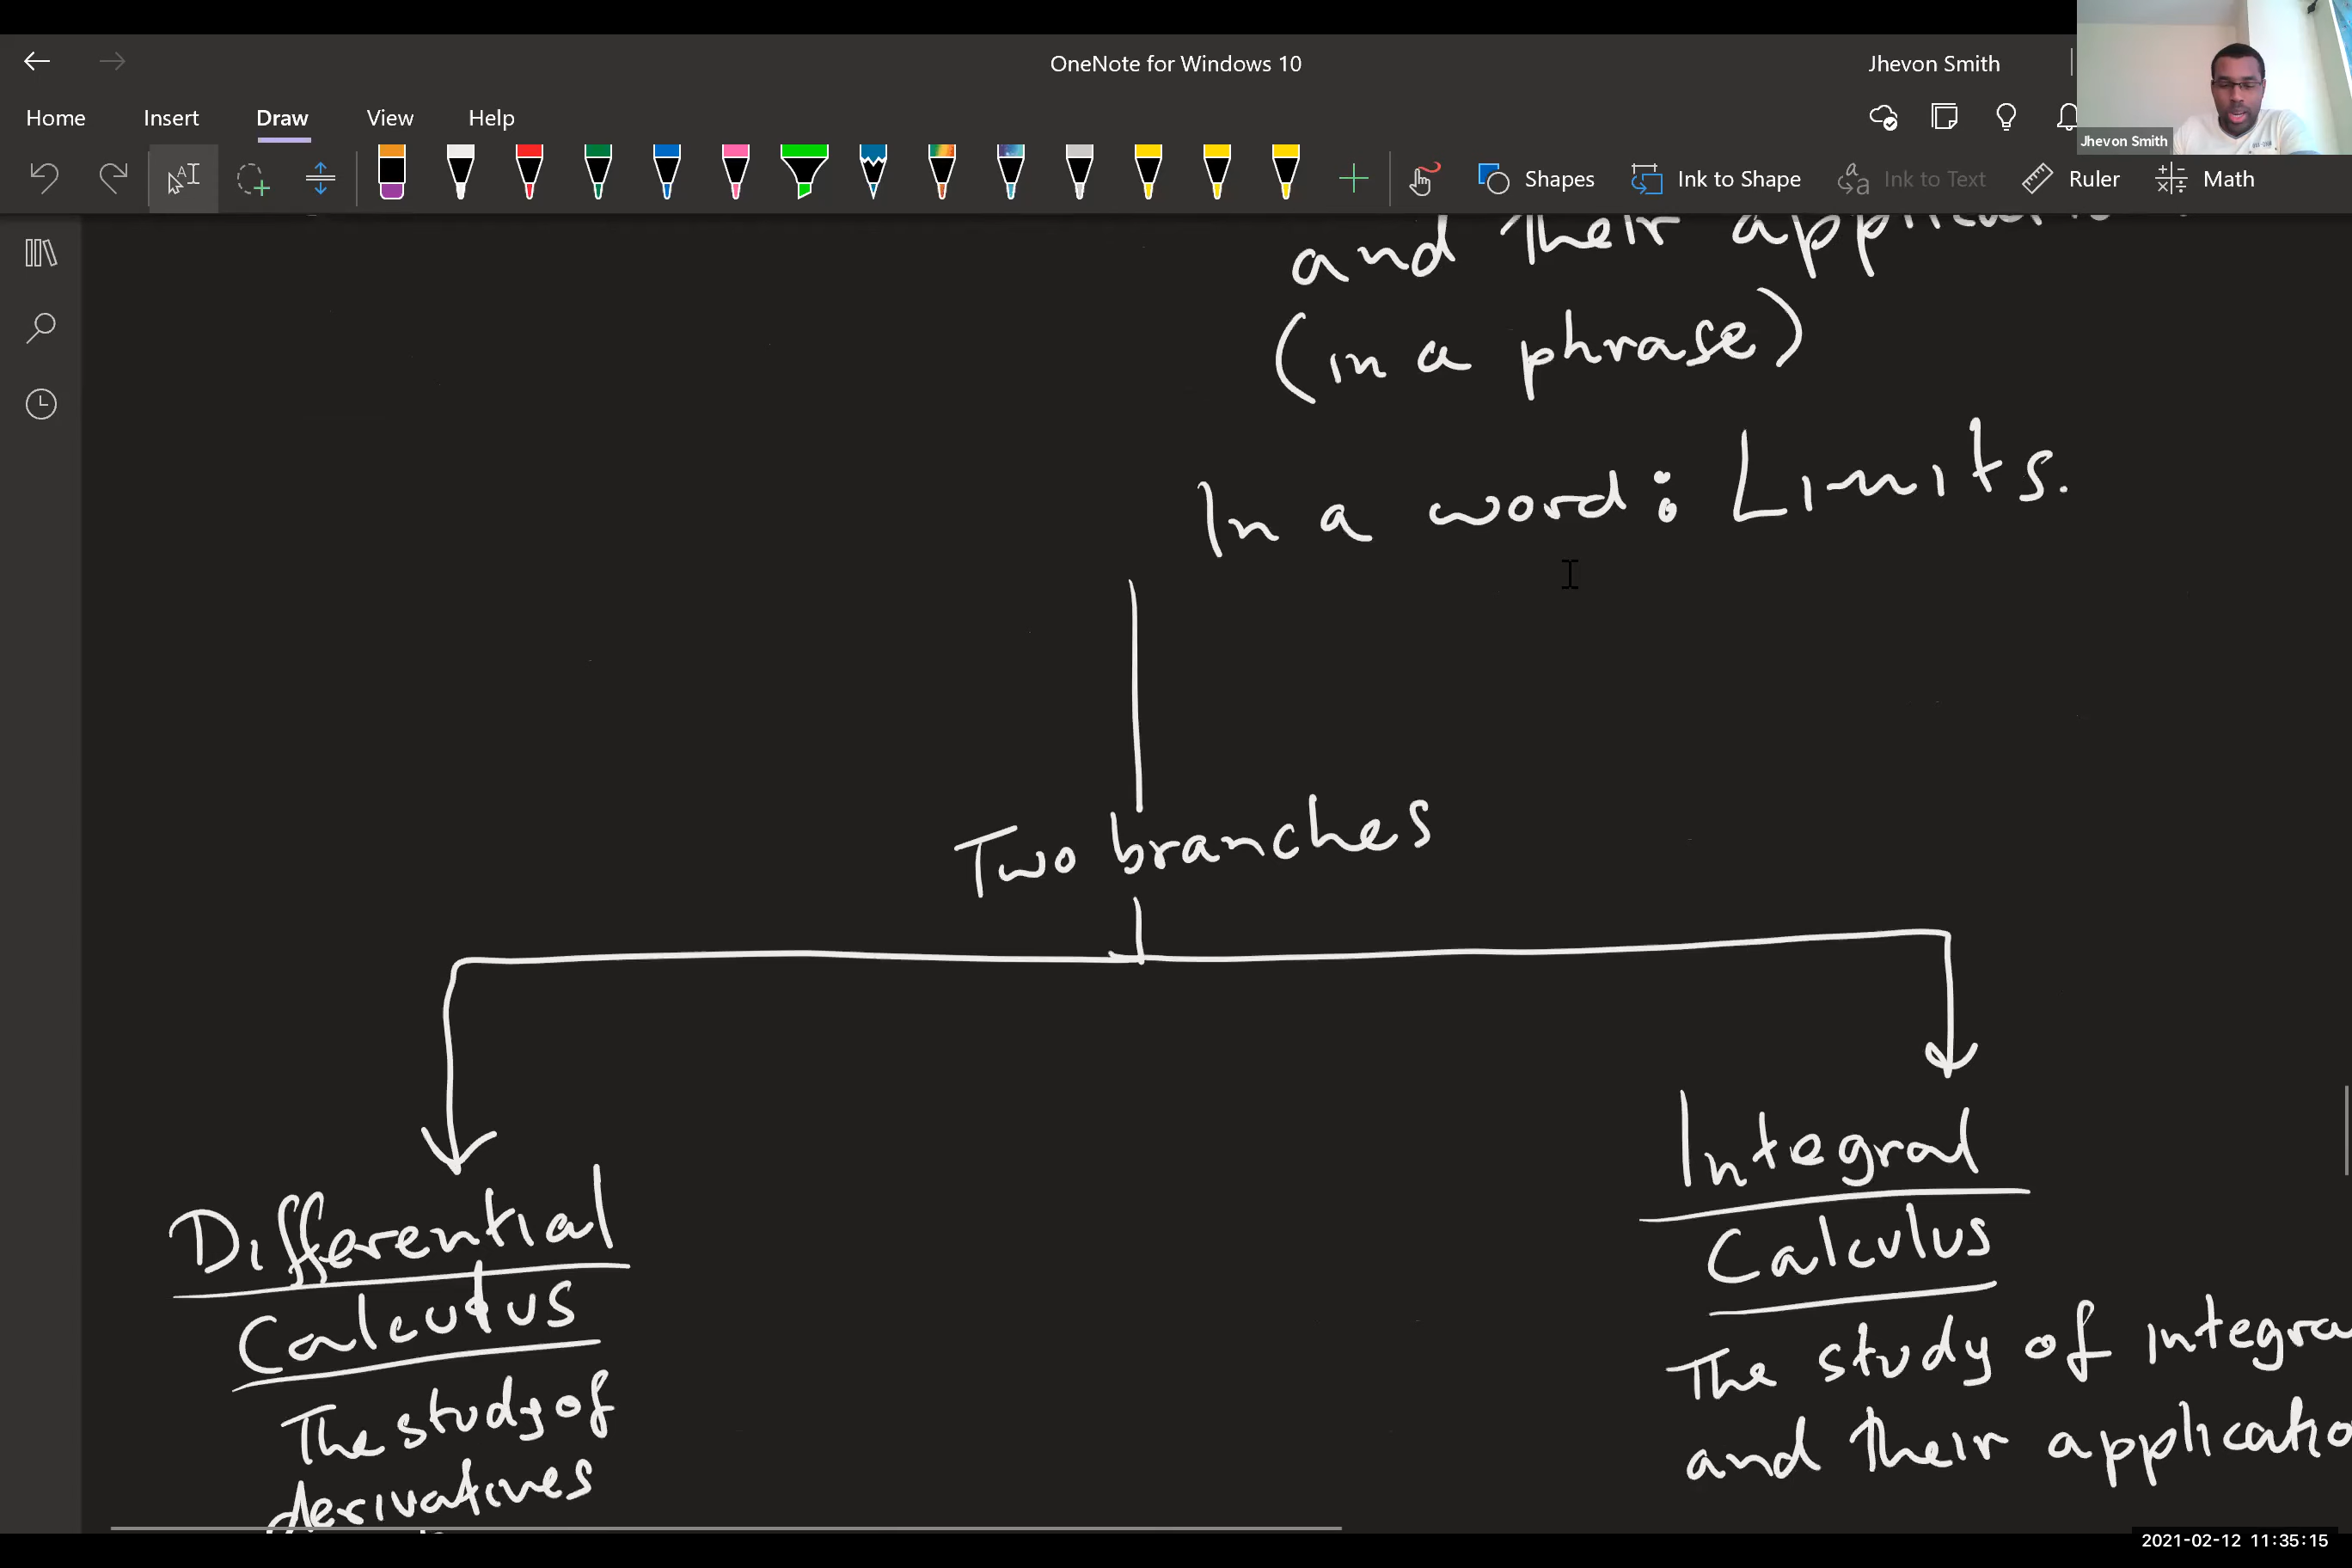 OneNote for Windows 10
Jhevon Smith
Home Insert Draw View Help
Jhevon Smith
Shapes Ink to Shape Ink to Text Ruler Math
and their
(in a phrase)
In a word: Limits.
Two branches
Differential
Calculus
The study of
derivatives
Integral
Calculus
The study of integra
and their applicatio
2021-02-12 11:35:15